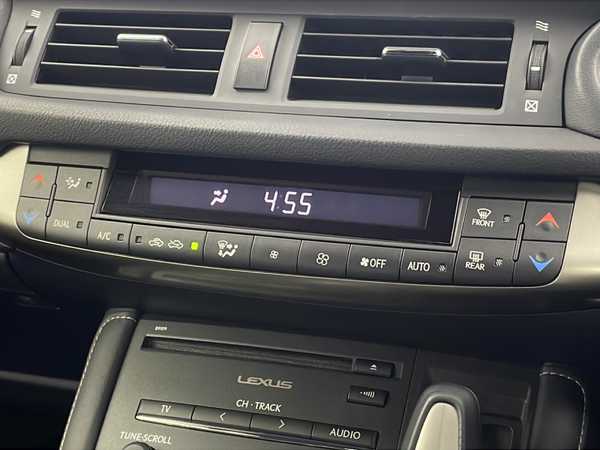 4:55
FRONT
DUAL
A/C
OFF
AUTO
REAR
LEXUS
CH · TRACK
TV
AUDIO
TUNE·SCROLL